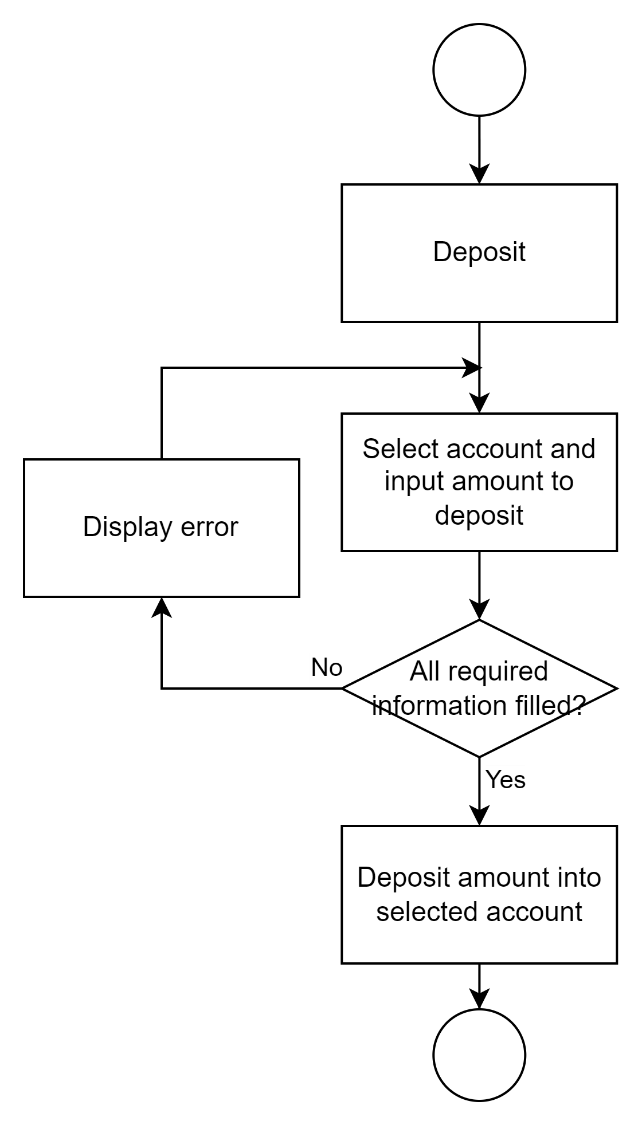 Deposit
Select account and
input amount to
deposit
Display error
No
All required
information filled?
Yes
Deposit amount into
selected account